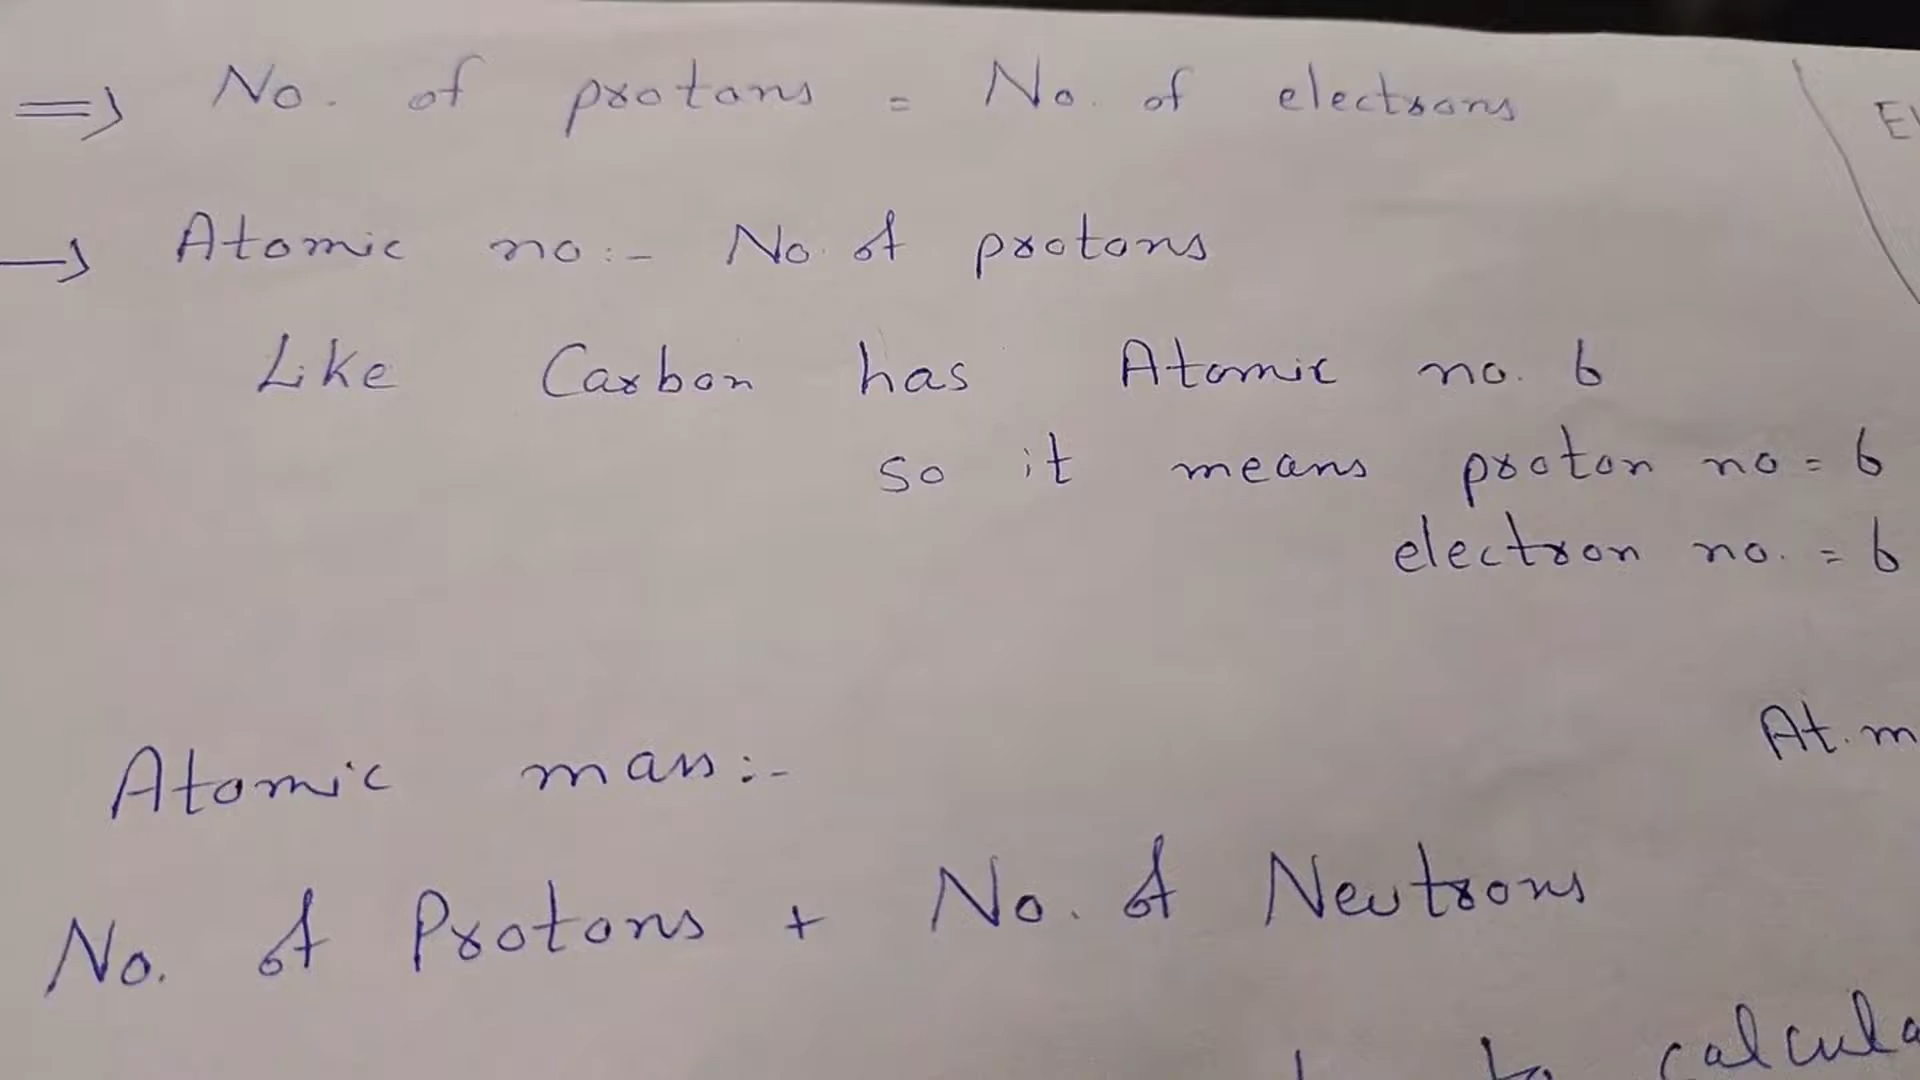 => No. of protons = No. of electrons
→ Atomic no:- No. of protons
Like Carbon has Atomic no. 6
so it means proton no = 6
electron no. = 6
At. m
Atomic mass:-
No. of Protons + No. of Neutrons
to calcula